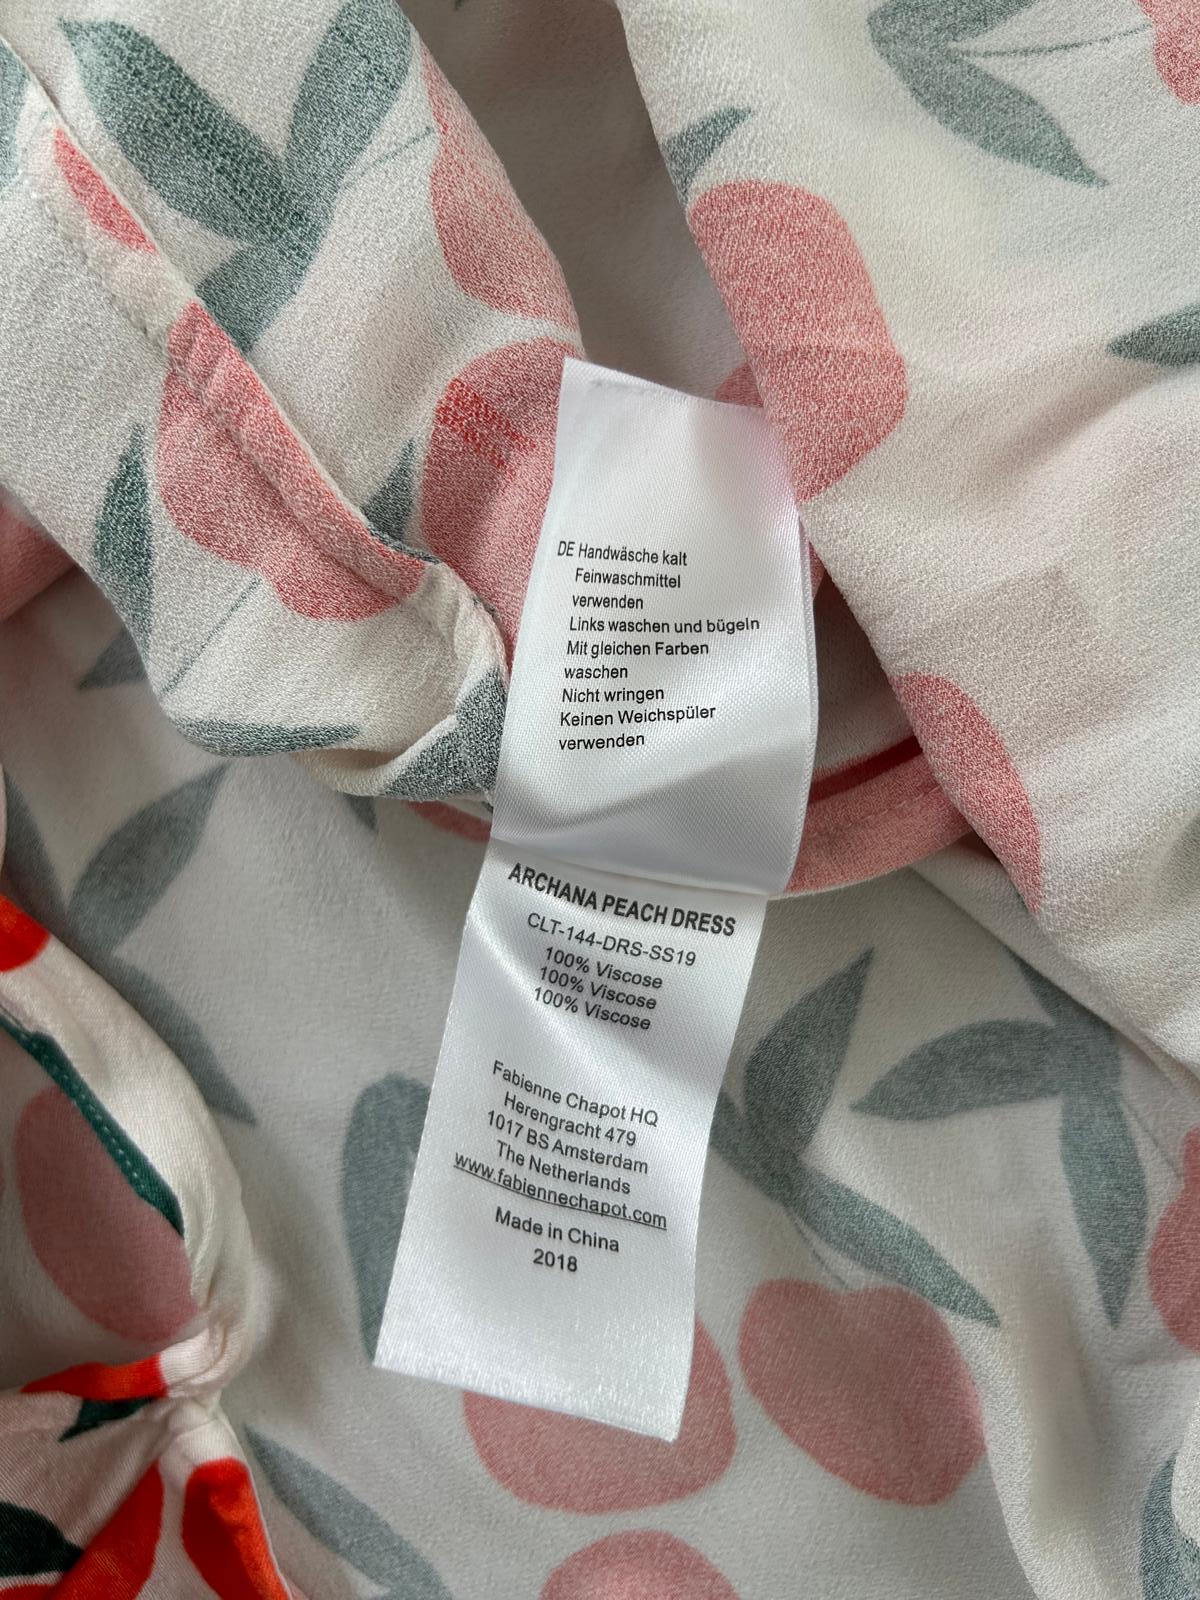 DE Handwäsche kalt
Feinwaschmittel
verwenden
Links waschen und bügeln
Mit gleichen Farben
waschen
Nicht wringen
Keinen Weichspüler
verwenden
ARCHANA PEACH DRESS
CLT-144-DRS-SS19
100% Viscose
100% Viscose
100% Viscose
Fabienne Chapot HQ
Herengracht 479
1017 BS Amsterdam
The Netherlands
www.fabiennechapot.com
Made in China
2018